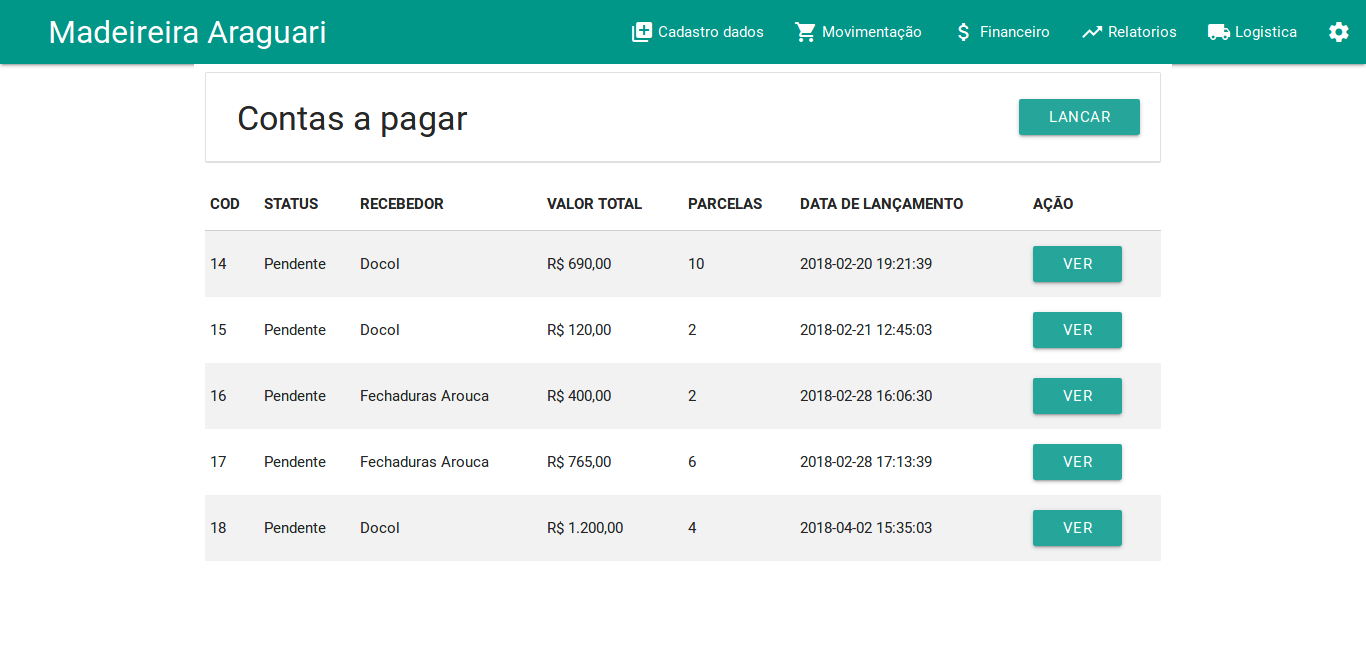 Madeireira Araguari Cadastro dados Movimentação Financeiro Relatorios Logistica
Contas a pagar LANCAR
COD STATUS RECEBEDOR VALOR TOTAL PARCELAS DATA DE LANÇAMENTO AÇÃO
14 Pendente Docol R$ 690,00 10 2018-02-20 19:21:39 VER
15 Pendente Docol R$ 120,00 2 2018-02-21 12:45:03 VER
16 Pendente Fechaduras Arouca R$ 400,00 2 2018-02-28 16:06:30 VER
17 Pendente Fechaduras Arouca R$ 765,00 6 2018-02-28 17:13:39 VER
18 Pendente Docol R$ 1.200,00 4 2018-04-02 15:35:03 VER